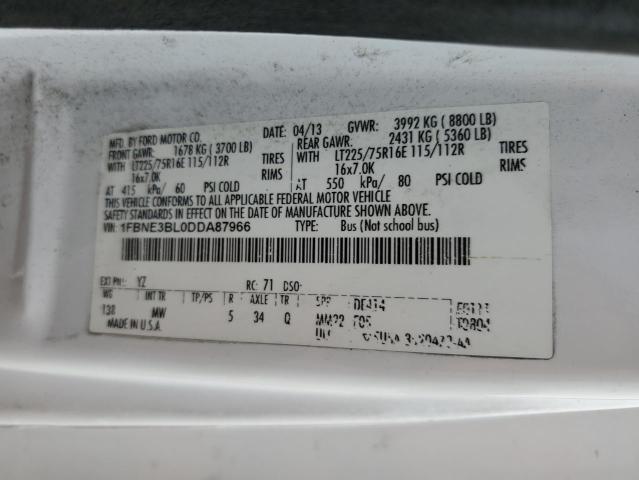 MFD. BY FORD MOTOR CO. DATE: 04/13 GVWR: 3992 KG ( 8800 LB)
FRONT GAWR: 1678 KG ( 3700 LB) REAR GAWR: 2431 KG ( 5360 LB)
WITH LT225/75R16E 115/112R TIRES WITH LT225/75R16E 115/112R TIRES
16x7.0K RIMS 16x7.0K RIMS
AT 415 kPa/ 60 PSI COLD AT 550 kPa/ 80 PSI COLD
THIS VEHICLE CONFORMS TO ALL APPLICABLE FEDERAL MOTOR VEHICLE
SAFETY STANDARDS IN EFFECT ON THE DATE OF MANUFACTURE SHOWN
VIN: 1FBNE3BL0DDA87966 TYPE: Bus (Not school bus)
EXT PNT: YZ RC: 71 DSO:
WB INT TR TP/PS R AXLE TR SPR
138 MW 5 34 Q
MADE IN U.S.A.